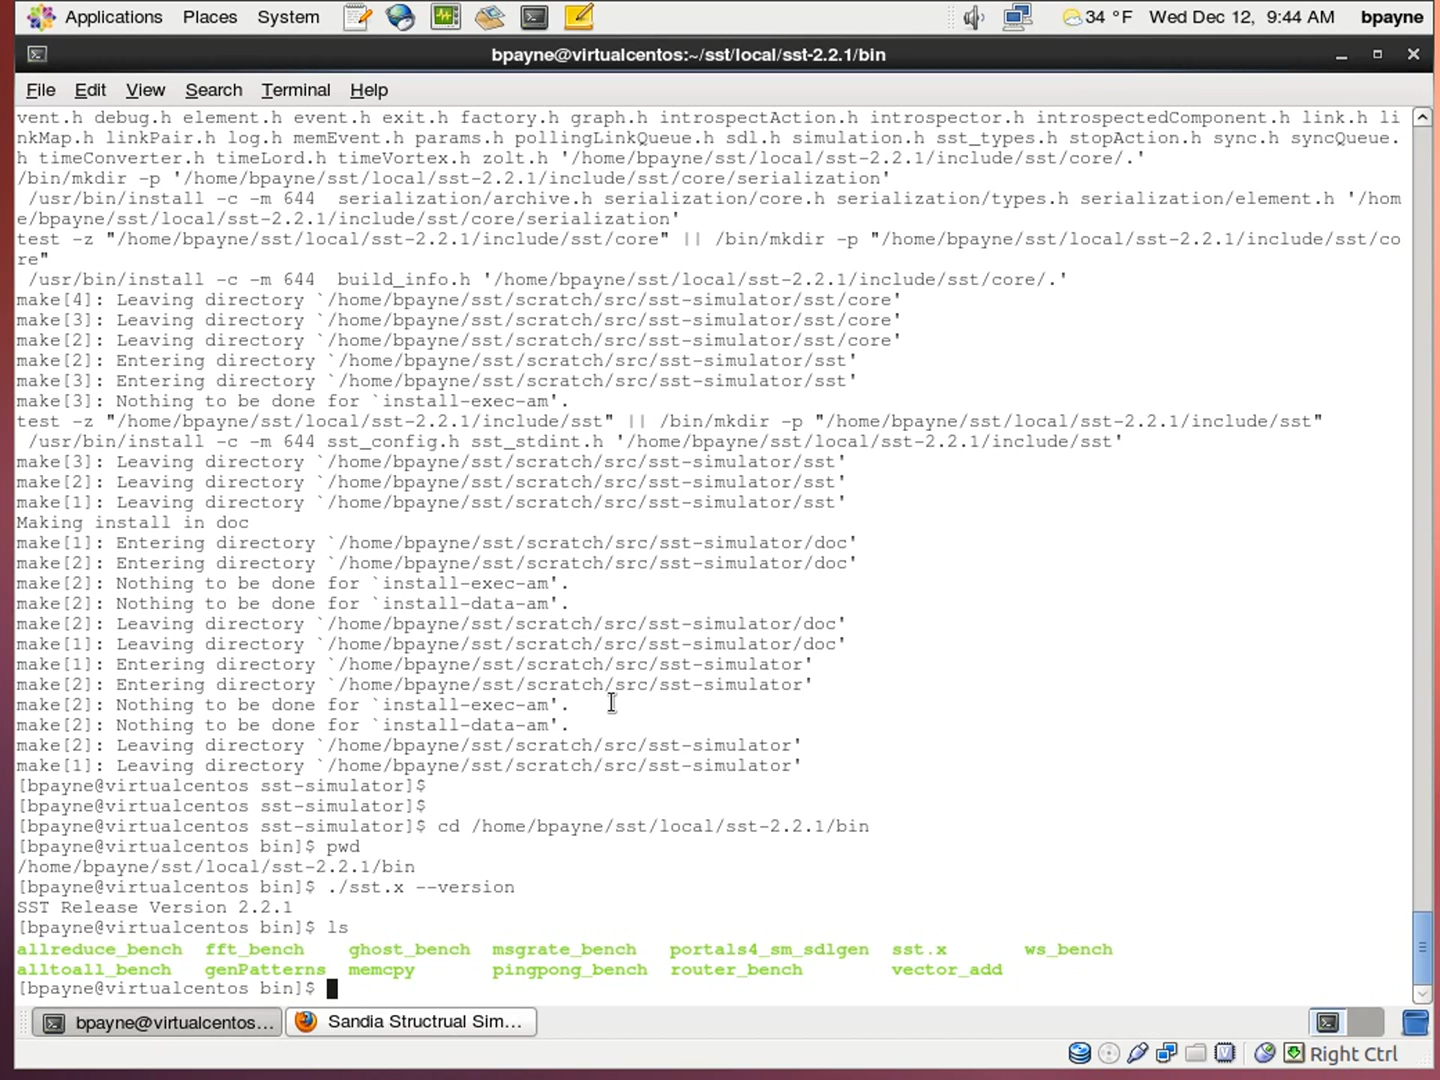 Applications Places System 34 °F Wed Dec 12, 9:44 AM bpayne
bpayne@virtualcentos:~/sst/local/sst-2.2.1/bin
File Edit View Search Terminal Help
vent.h debug.h element.h event.h exit.h factory.h graph.h introspectAction.h introspector.h introspectedComponent.h link.h li
nkMap.h linkPair.h log.h memEvent.h params.h pollingLinkQueue.h sdl.h simulation.h sst_types.h stopAction.h sync.h syncQueue.
h timeConverter.h timeLord.h timeVortex.h zolt.h '/home/bpayne/sst/local/sst-2.2.1/include/sst/core/.'
/bin/mkdir -p '/home/bpayne/sst/local/sst-2.2.1/include/sst/core/serialization'
/usr/bin/install -c -m 644 serialization/archive.h serialization/core.h serialization/types.h serialization/element.h '/hom
e/bpayne/sst/local/sst-2.2.1/include/sst/core/serialization'
test -z "/home/bpayne/sst/local/sst-2.2.1/include/sst/core" || /bin/mkdir -p "/home/bpayne/sst/local/sst-2.2.1/include/sst/co
re"
/usr/bin/install -c -m 644 build_info.h '/home/bpayne/sst/local/sst-2.2.1/include/sst/core/.'
make[4]: Leaving directory `/home/bpayne/sst/scratch/src/sst-simulator/sst/core'
make[3]: Leaving directory `/home/bpayne/sst/scratch/src/sst-simulator/sst/core'
make[2]: Leaving directory `/home/bpayne/sst/scratch/src/sst-simulator/sst/core'
make[2]: Entering directory `/home/bpayne/sst/scratch/src/sst-simulator/sst'
make[3]: Entering directory `/home/bpayne/sst/scratch/src/sst-simulator/sst'
make[3]: Nothing to be done for `install-exec-am'.
test -z "/home/bpayne/sst/local/sst-2.2.1/include/sst" || /bin/mkdir -p "/home/bpayne/sst/local/sst-2.2.1/include/sst"
/usr/bin/install -c -m 644 sst_config.h sst_stdint.h '/home/bpayne/sst/local/sst-2.2.1/include/sst'
make[3]: Leaving directory `/home/bpayne/sst/scratch/src/sst-simulator/sst'
make[2]: Leaving directory `/home/bpayne/sst/scratch/src/sst-simulator/sst'
make[1]: Leaving directory `/home/bpayne/sst/scratch/src/sst-simulator/sst'
Making install in doc
make[1]: Entering directory `/home/bpayne/sst/scratch/src/sst-simulator/doc'
make[2]: Entering directory `/home/bpayne/sst/scratch/src/sst-simulator/doc'
make[2]: Nothing to be done for `install-exec-am'.
make[2]: Nothing to be done for `install-data-am'.
make[2]: Leaving directory `/home/bpayne/sst/scratch/src/sst-simulator/doc'
make[1]: Leaving directory `/home/bpayne/sst/scratch/src/sst-simulator/doc'
make[1]: Entering directory `/home/bpayne/sst/scratch/src/sst-simulator'
make[2]: Entering directory `/home/bpayne/sst/scratch/src/sst-simulator'
make[2]: Nothing to be done for `install-exec-am'.
make[2]: Nothing to be done for `install-data-am'.
make[2]: Leaving directory `/home/bpayne/sst/scratch/src/sst-simulator'
make[1]: Leaving directory `/home/bpayne/sst/scratch/src/sst-simulator'
[bpayne@virtualcentos sst-simulator]$
[bpayne@virtualcentos sst-simulator]$
[bpayne@virtualcentos sst-simulator]$ cd /home/bpayne/sst/local/sst-2.2.1/bin
[bpayne@virtualcentos bin]$ pwd
/home/bpayne/sst/local/sst-2.2.1/bin
[bpayne@virtualcentos bin]$ ./sst.x --version
SST Release Version 2.2.1
[bpayne@virtualcentos bin]$ ls
allreduce_bench fft_bench ghost_bench msgrate_bench portals4_sm_sdlgen sst.x ws_bench
alltoall_bench genPatterns memcpy pingpong_bench router_bench vector_add
[bpayne@virtualcentos bin]$
bpayne@virtualcentos... Sandia Structrual Sim...
Right Ctrl